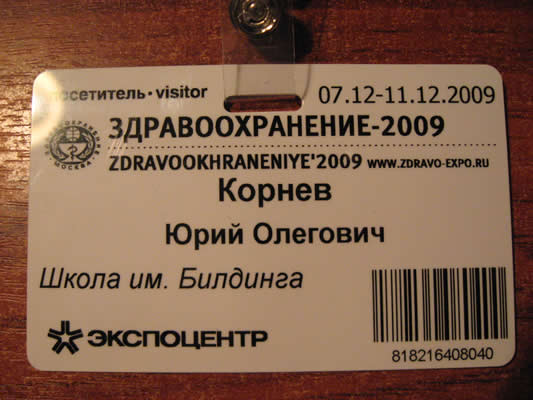 посетитель • visitor 07.12-11.12.2009
ЗДРАВООХРАНЕНИЕ-2009
ZDRAVOOKHRANENIYE'2009 WWW.ZDRAVO-EXPO.RU
Корнев
Юрий Олегович
Школа им. Билдинга
ЭКСПОЦЕНТР
818216408040